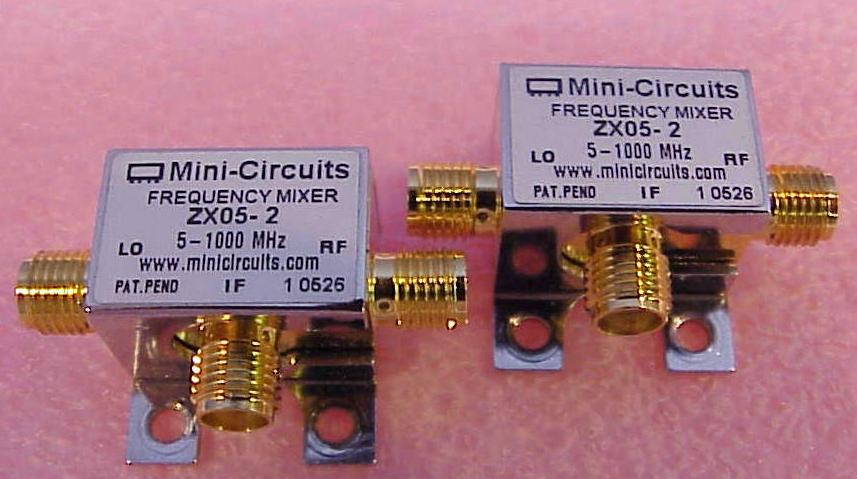 Mini-Circuits
FREQUENCY MIXER
ZX05-2
LO 5-1000 MHz RF
www.minicircuits.com
PAT.PEND IF 1 0526
Mini-Circuits
FREQUENCY MIXER
ZX05-2
LO 5-1000 MHz RF
www.minicircuits.com
PAT.PEND IF 1 0526